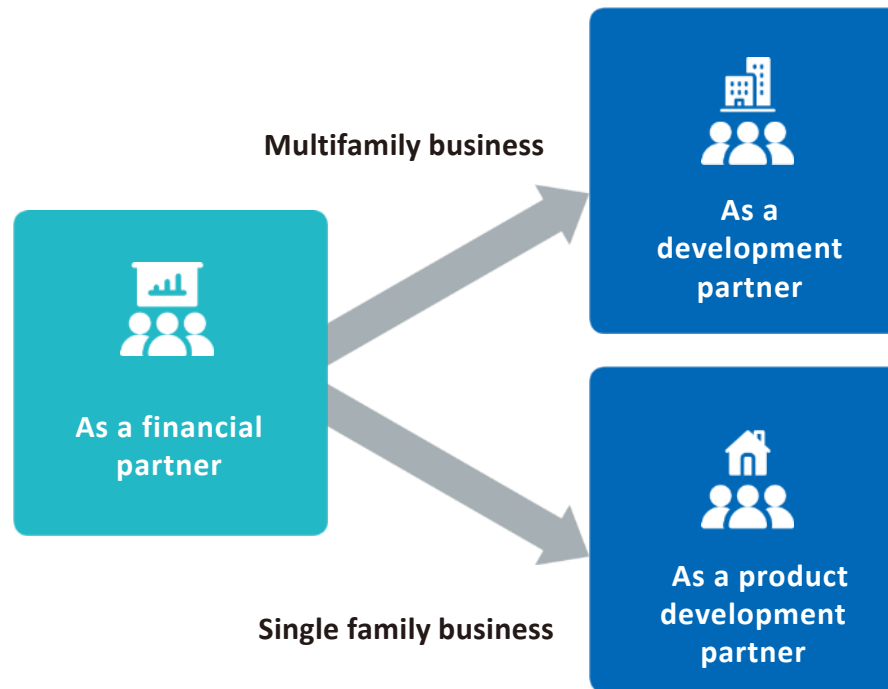 Multifamily business
As a
development
partner
As a financial
partner
As a product
development
partner
Single family business